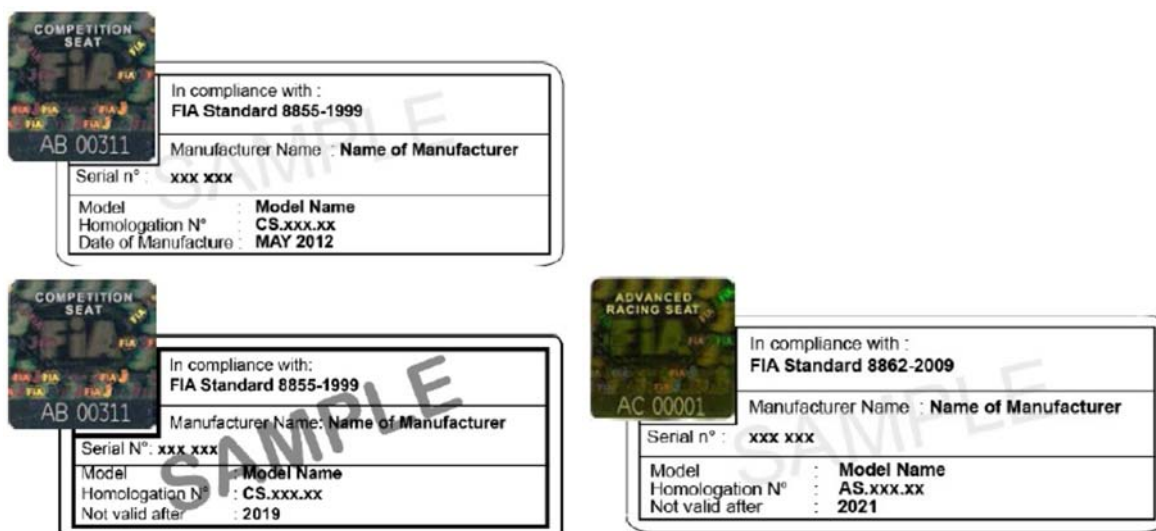 COMPETITION
SEAT
FiA
AB 00311
In compliance with :
FIA Standard 8855-1999
Manufacturer Name : Name of Manufacturer
Serial n° : xxx xxx
Model : Model Name
Homologation N° : CS.xxx.xx
Date of Manufacture : MAY 2012
SAMPLE
COMPETITION
SEAT
FiA
AB 00311
In compliance with:
FIA Standard 8855-1999
Manufacturer Name: Name of Manufacturer
Serial N°: xxx xxx
Model : Model Name
Homologation N° : CS.xxx.xx
Not valid after : 2019
SAMPLE
ADVANCED
RACING SEAT
FiA
AC 00001
In compliance with :
FIA Standard 8862-2009
Manufacturer Name : Name of Manufacturer
Serial n° : xxx xxx
Model : Model Name
Homologation N° : AS.xxx.xx
Not valid after : 2021
SAMPLE